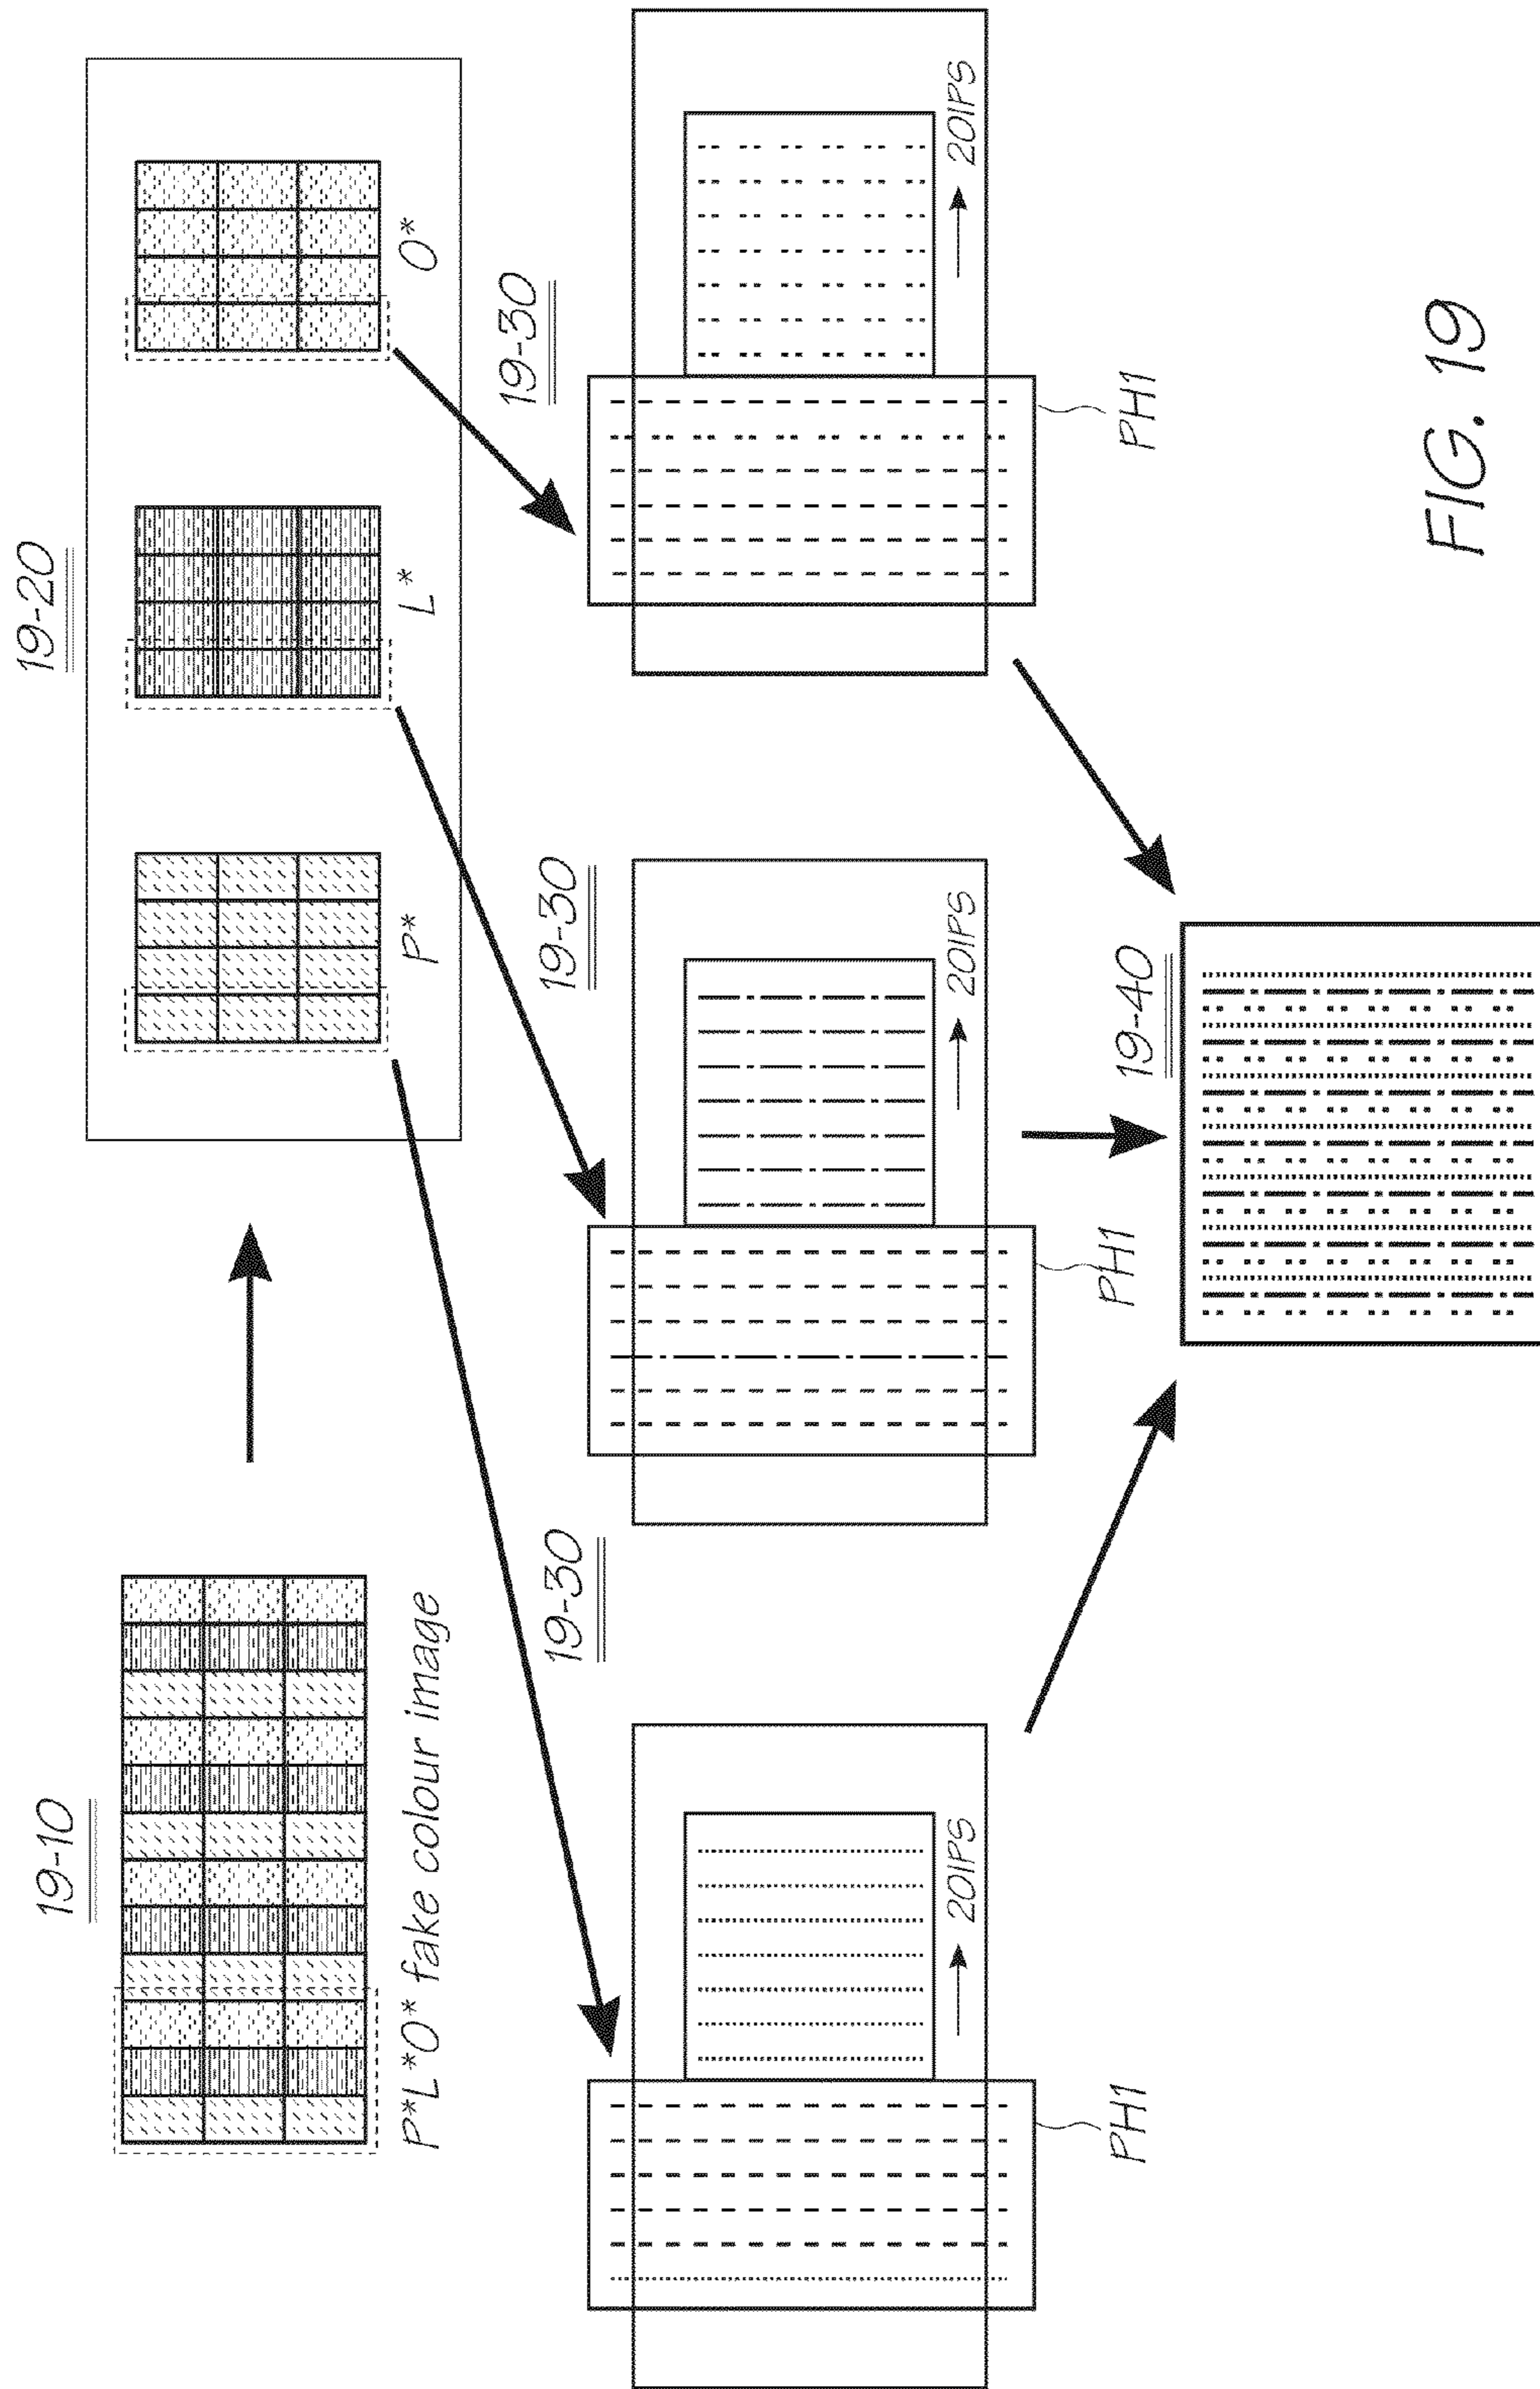 19-10
P*L*O* fake colour image
19-20
P*
L*
O*
19-30
20IPS
PH1
19-30
20IPS
PH1
19-30
20IPS
PH1
19-40
FIG. 19